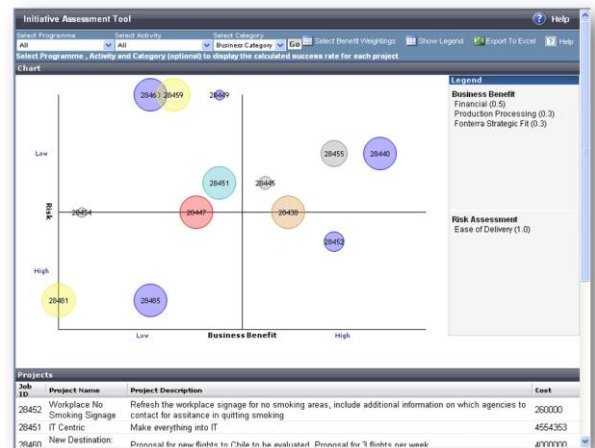 Initiative Assessment Tool
Help
Select Programme
Select Activity
Select Category
All
All
Business Category
Go
Select Benefit Weightings
Show Legend
Export To Excel
Help
Select Programme , Activity and Category (optional) to display the calculated success rate for each project
Chart
Legend
Business Benefit
Financial (0.5)
Production Processing (0.3)
Fonterra Strategic Fit (0.3)
Risk Assessment
Ease of Delivery (1.0)
28463
28459
28449
Low
28455
28440
28451
28445
Risk
28454
28447
28438
28452
High
28481
28485
Low
Business Benefit
High
Projects
Job ID
Project Name
Project Description
Cost
28452
Workplace No Smoking Signage
Refresh the workplace signage for no smoking areas, include additional information on which agencies to
contact for assitance in quitting smoking
260000
28451
IT Centric
Make everything into IT
4554353
28460
New Destination:
Proposal for new flights to Chile to be evaluated. Proposal for 3 flights per week
4000000